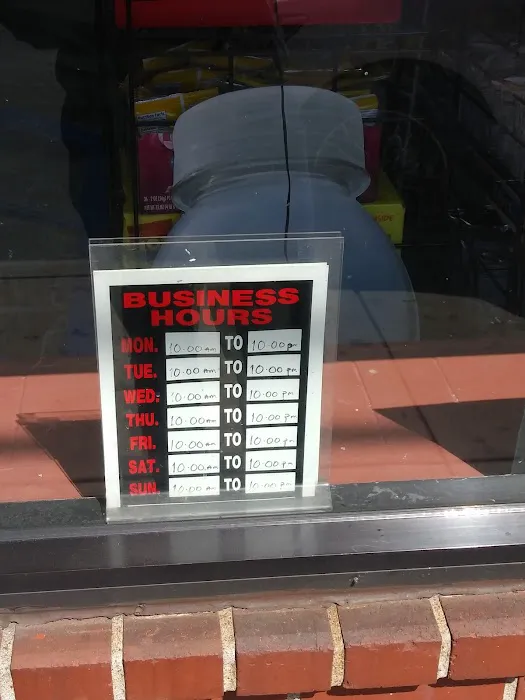 BUSINESS
HOURS
MON. 10.00 am TO 10.00 pm
TUE. 10.00 am TO 10.00 pm
WED. 10.00 am TO 10.00 pm
THU. 10.00 am TO 10.00 pm
FRI. 10.00 am TO 10.00 pm
SAT. 10.00 am TO 10.00 pm
SUN. 10.00 am TO 10.00 pm